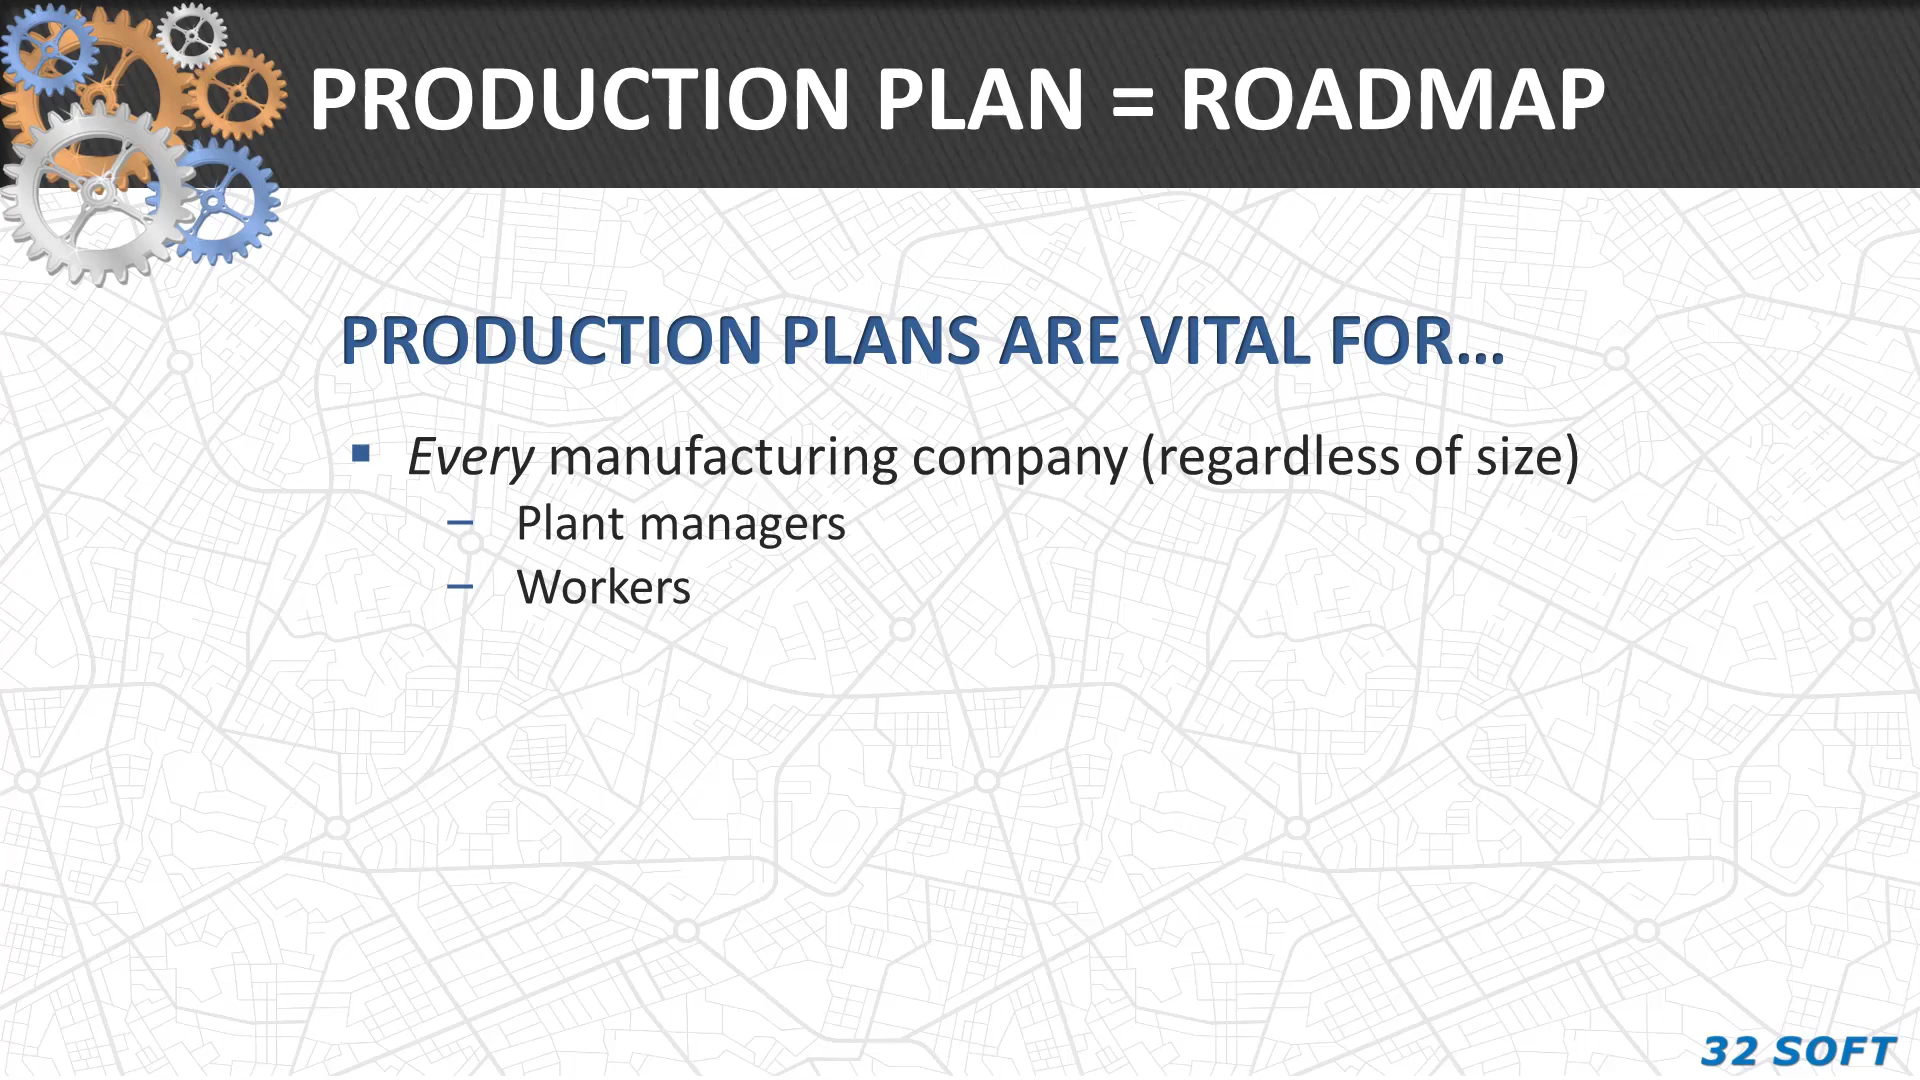 PRODUCTION PLAN = ROADMAP
PRODUCTION PLANS ARE VITAL FOR…
▪ Every manufacturing company (regardless of size)
– Plant managers
– Workers
32 SOFT